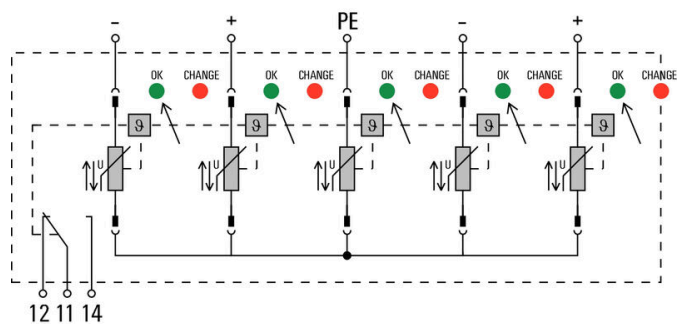 - + PE - +
OK CHANGE OK CHANGE OK CHANGE OK CHANGE OK CHANGE
ϑ ϑ ϑ ϑ ϑ
U U U U U
12 11 14